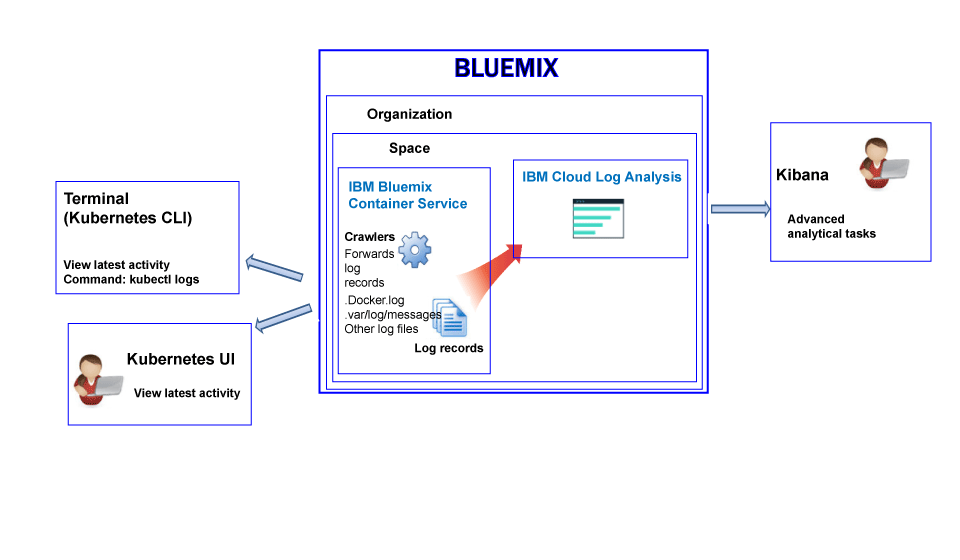 BLUEMIX
Organization
Space
IBM Bluemix
Container Service
Crawlers
Forwards
log
records
.Docker.log
.var/log/messages
Other log files
Log records
IBM Cloud Log Analysis
Terminal
(Kubernetes CLI)
View latest activity
Command: kubectl logs
Kubernetes UI
View latest activity
Kibana
Advanced
analytical tasks